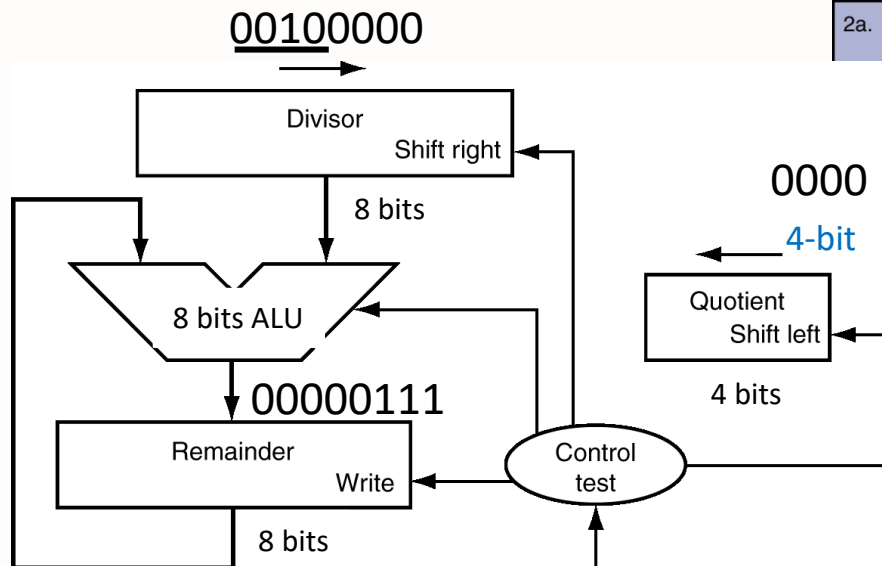 00100000
2a.
Divisor
Shift right
8 bits
0000
4-bit
Quotient
Shift left
4 bits
8 bits ALU
00000111
Remainder
Write
8 bits
Control
test